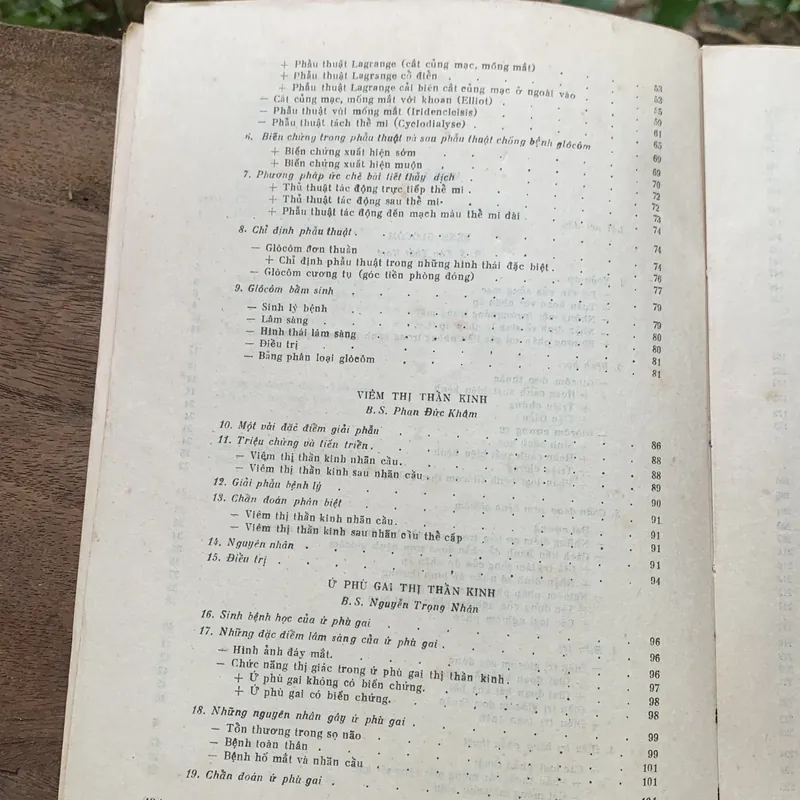 + Phẫu thuật Lagrange (cắt củng mạc, mống mắt) . . . 53
+ Phẫu thuật Lagrange cổ điển . . . . . 53
+ Phẫu thuật Lagrange cải biên cắt củng mạc ở ngoài vào . 55
— Cắt củng mạc, mống mắt với khoan (Elliot) . . . . 59
— Phẫu thuật với mống mắt (Iridencleisis) . . . . 61
— Phẫu thuật tách thể mi (Cyclodialyse) . . . . . 65
6. Biến chứng trong phẫu thuật và sau phẫu thuật chống bệnh glôcôm 69
+ Biến chứng xuất hiện sớm . . . . . 69
+ Biến chứng xuất hiện muộn . . . . . 70
7. Phương pháp ức chế bài tiết thủy dịch . . . . 72
+ Thủ thuật tác động trực tiếp thể mi . . . . 72
+ Thủ thuật tác động sau thể mi . . . . . 73
+ Phẫu thuật tác động đến mạch máu thể mi dài . . . 74
8. Chỉ định phẫu thuật . . . . . . . 74
— Glôcôm đơn thuần . . . . . . . 74
+ Chỉ định phẫu thuật trong những hình thái đặc biệt . . 76
— Glôcôm cương tụ (góc tiền phòng đóng) . . . . 77
9. Glôcôm bẩm sinh . . . . . . . 79
— Sinh lý bệnh . . . . . . . 79
— Lâm sàng . . . . . . . 80
— Hình thái lâm sàng . . . . . . . 80
— Điều trị . . . . . . . 81
— Bảng phân loại glôcôm . . . . . . . 81
VIÊM THỊ THẦN KINH
B.S. Phan Đức Khâm
10. Một vài đặc điểm giải phẫu . . . . . . 86
11. Triệu chứng và tiến triển . . . . . . 88
— Viêm thị thần kinh nhãn cầu . . . . . 88
— Viêm thị thần kinh sau nhãn cầu . . . . . 89
12. Giải phẫu bệnh lý . . . . . . . 90
13. Chẩn đoán phân biệt . . . . . . . 91
— Viêm thị thần kinh nhãn cầu . . . . . 91
— Viêm thị thần kinh sau nhãn cầu thể cấp . . . . 91
14. Nguyên nhân . . . . . . . 91
15. Điều trị . . . . . . . 94
Ứ PHÙ GAI THỊ THẦN KINH
B.S. Nguyễn Trọng Nhân
16. Sinh bệnh học của ứ phù gai . . . . . . 96
17. Những đặc điểm lâm sàng của ứ phù gai . . . . 96
— Hình ảnh đáy mắt . . . . . . . 96
— Chức năng thị giác trong ứ phù gai thị thần kinh . . . 97
+ Ứ phù gai không có biến chứng . . . . . 98
+ Ứ phù gai có biến chứng . . . . . . 98
18. Những nguyên nhân gây ứ phù gai . . . . . 99
— Tổn thương trong sọ não . . . . . . 99
— Bệnh toàn thân . . . . . . . 101
— Bệnh hố mắt và nhãn cầu . . . . . . 101
19. Chẩn đoán ứ phù gai . . . . . . . 104